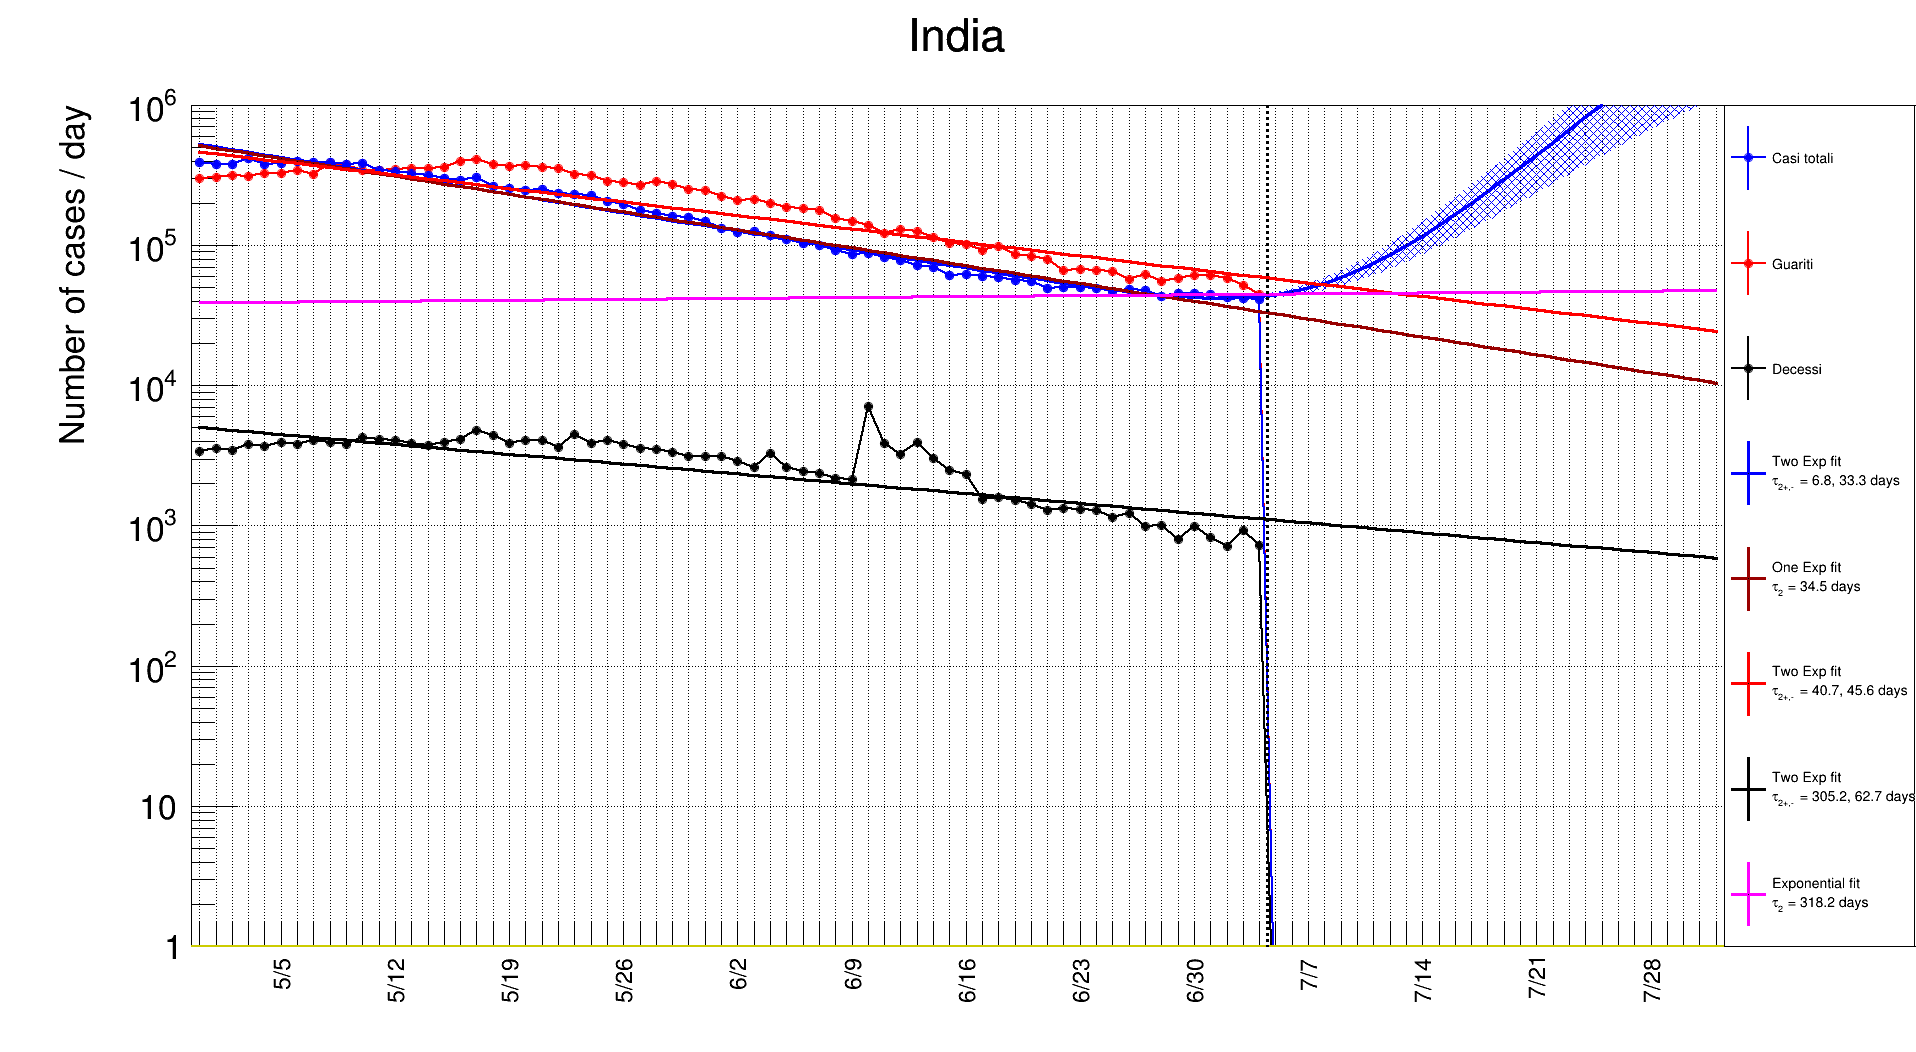 India
Number of cases / day
10^6
10^5
10^4
10^3
10^2
10
1
5/5
5/12
5/19
5/26
6/2
6/9
6/16
6/23
6/30
7/7
7/14
7/21
7/28
Casi totali
Guariti
Decessi
Two Exp fit
τ2+,- = 6.8, 33.3 days
One Exp fit
τ2 = 34.5 days
Two Exp fit
τ2+,- = 40.7, 45.6 days
Two Exp fit
τ2+,- = 305.2, 62.7 days
Exponential fit
τ2 = 318.2 days